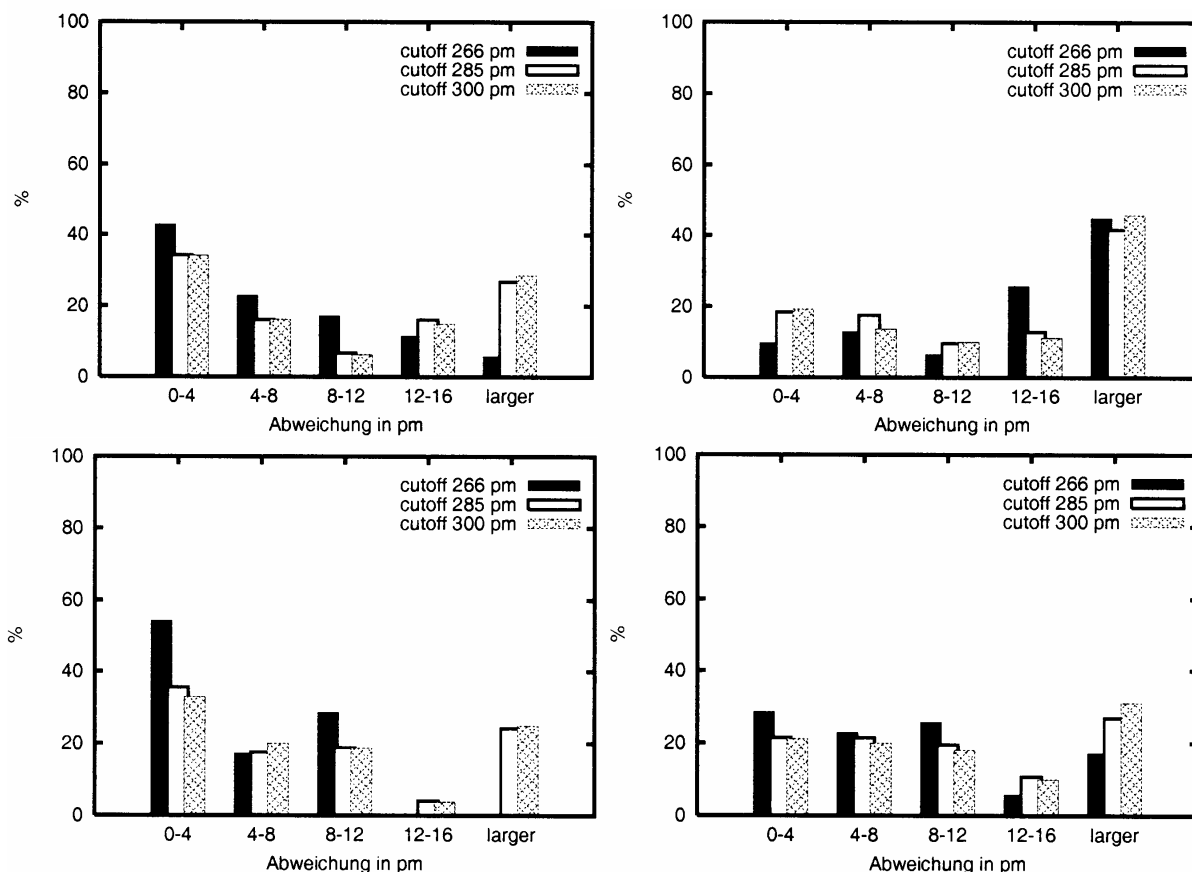 100
80
60
40
20
0
%
cutoff 266 pm
cutoff 285 pm
cutoff 300 pm
0-4 4-8 8-12 12-16 larger
Abweichung in pm
100
80
60
40
20
0
%
cutoff 266 pm
cutoff 285 pm
cutoff 300 pm
0-4 4-8 8-12 12-16 larger
Abweichung in pm
100
80
60
40
20
0
%
cutoff 266 pm
cutoff 285 pm
cutoff 300 pm
0-4 4-8 8-12 12-16 larger
Abweichung in pm
100
80
60
40
20
0
%
cutoff 266 pm
cutoff 285 pm
cutoff 300 pm
0-4 4-8 8-12 12-16 larger
Abweichung in pm